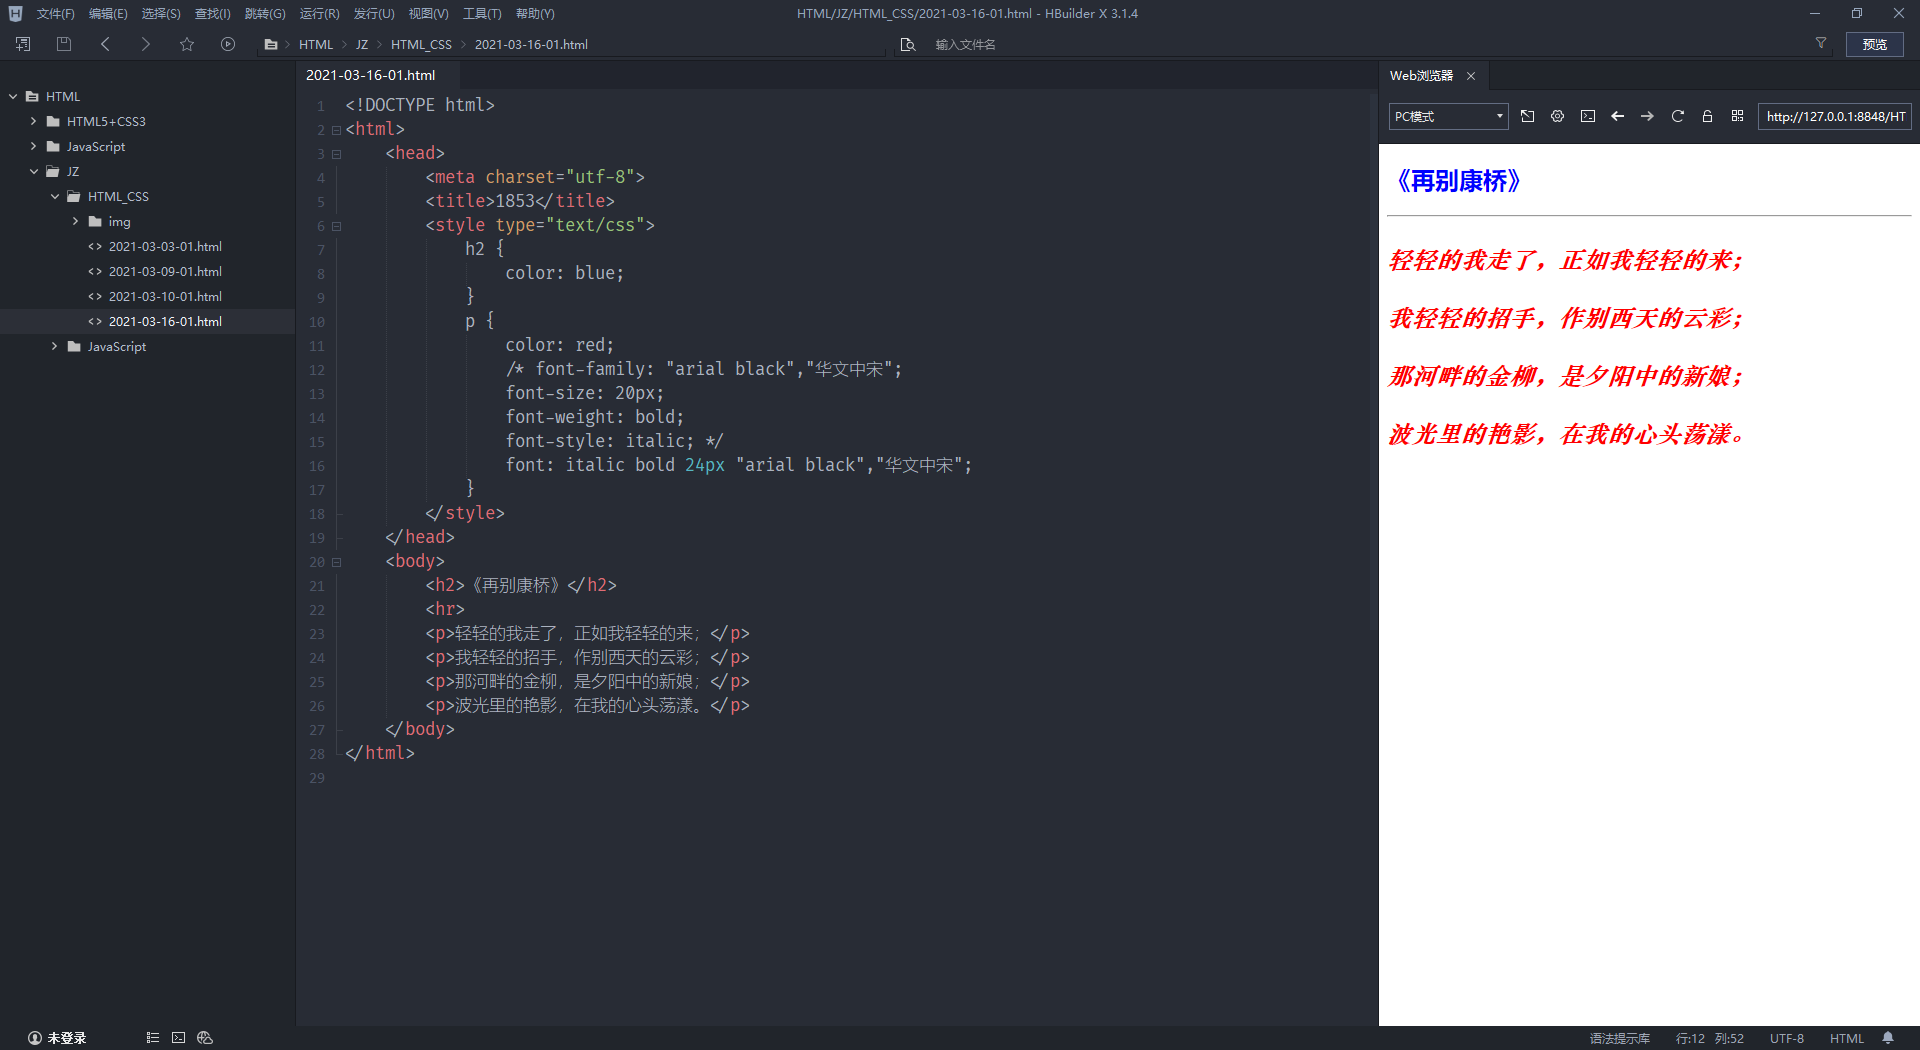 文件(F) 编辑(E) 选择(S) 查找(I) 跳转(G) 运行(R) 发行(U) 视图(V) 工具(T) 帮助(Y)
HTML/JZ/HTML_CSS/2021-03-16-01.html - HBuilder X 3.1.4
HTML JZ HTML_CSS 2021-03-16-01.html
输入文件名
预览
HTML
HTML5+CSS3
JavaScript
JZ
HTML_CSS
img
2021-03-03-01.html
2021-03-09-01.html
2021-03-10-01.html
2021-03-16-01.html
JavaScript
2021-03-16-01.html
1 <!DOCTYPE html>
2 <html>
3 <head>
4 <meta charset="utf-8">
5 <title>1853</title>
6 <style type="text/css">
7 h2 {
8 color: blue;
9 }
10 p {
11 color: red;
12 /* font-family: "arial black","华文中宋";
13 font-size: 20px;
14 font-weight: bold;
15 font-style: italic; */
16 font: italic bold 24px "arial black","华文中宋";
17 }
18 </style>
19 </head>
20 <body>
21 <h2>《再别康桥》</h2>
22 <hr>
23 <p>轻轻的我走了，正如我轻轻的来；</p>
24 <p>我轻轻的招手，作别西天的云彩；</p>
25 <p>那河畔的金柳，是夕阳中的新娘；</p>
26 <p>波光里的艳影，在我的心头荡漾。</p>
27 </body>
28 </html>
29
Web浏览器
PC模式
http://127.0.0.1:8848/HT
《再别康桥》
轻轻的我走了，正如我轻轻的来；
我轻轻的招手，作别西天的云彩；
那河畔的金柳，是夕阳中的新娘；
波光里的艳影，在我的心头荡漾。
未登录
语法提示库 行:12 列:52 UTF-8 HTML